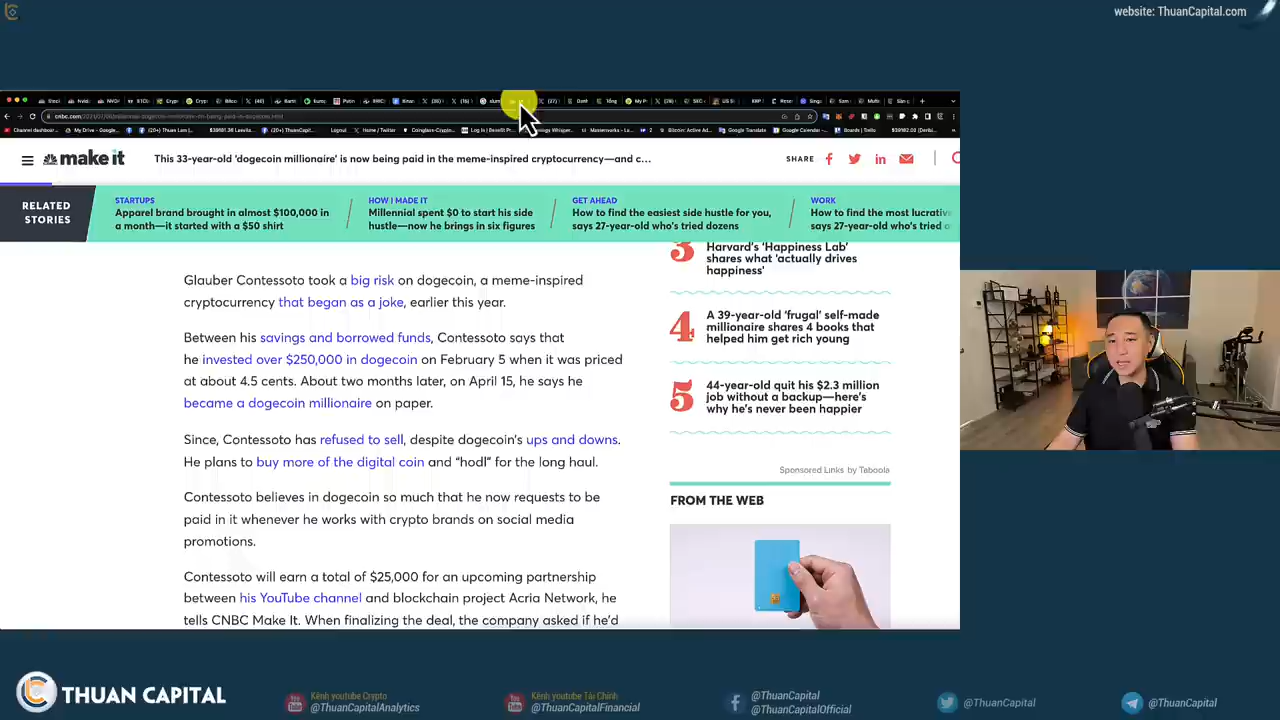 website: ThuanCapital.com
make it
This 33-year-old 'dogecoin millionaire' is now being paid in the meme-inspired cryptocurrency—and c...
SHARE
RELATED
STORIES
STARTUPS
Apparel brand brought in almost $100,000 in
a month—it started with a $50 shirt
HOW I MADE IT
Millennial spent $0 to start his side
hustle—now he brings in six figures
GET AHEAD
How to find the easiest side hustle for you,
says 27-year-old who's tried dozens
WORK
How to find the most lucrative
says 27-year-old who's tried
Glauber Contessoto took a big risk on dogecoin, a meme-inspired
cryptocurrency that began as a joke, earlier this year.
Between his savings and borrowed funds, Contessoto says that
he invested over $250,000 in dogecoin on February 5 when it was priced
at about 4.5 cents. About two months later, on April 15, he says he
became a dogecoin millionaire on paper.
Since, Contessoto has refused to sell, despite dogecoin's ups and downs.
He plans to buy more of the digital coin and “hodl” for the long haul.
Contessoto believes in dogecoin so much that he now requests to be
paid in it whenever he works with crypto brands on social media
promotions.
Contessoto will earn a total of $25,000 for an upcoming partnership
between his YouTube channel and blockchain project Acria Network, he
tells CNBC Make It. When finalizing the deal, the company asked if he'd
3
Harvard's 'Happiness Lab'
shares what 'actually drives
happiness'
4
A 39-year-old 'frugal' self-made
millionaire shares 4 books that
helped him get rich young
5
44-year-old quit his $2.3 million
job without a backup—here's
why he's never been happier
Sponsored Links by Taboola
FROM THE WEB
THUAN CAPITAL
Kênh youtube Crypto
@ThuanCapitalAnalytics
Kênh youtube Tài Chính
@ThuanCapitalFinancial
@ThuanCapital
@ThuanCapitalOfficial
@ThuanCapital
@ThuanCapital